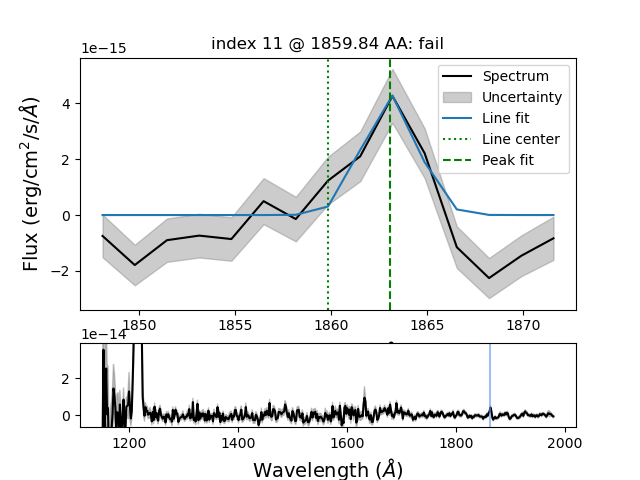 index 11 @ 1859.84 AA: fail
1e−15
Flux (erg/cm²/s/Å)
4
2
0
−2
Spectrum
Uncertainty
Line fit
Line center
Peak fit
1850 1855 1860 1865 1870
1e−14
2
0
1200 1400 1600 1800 2000
Wavelength (Å)